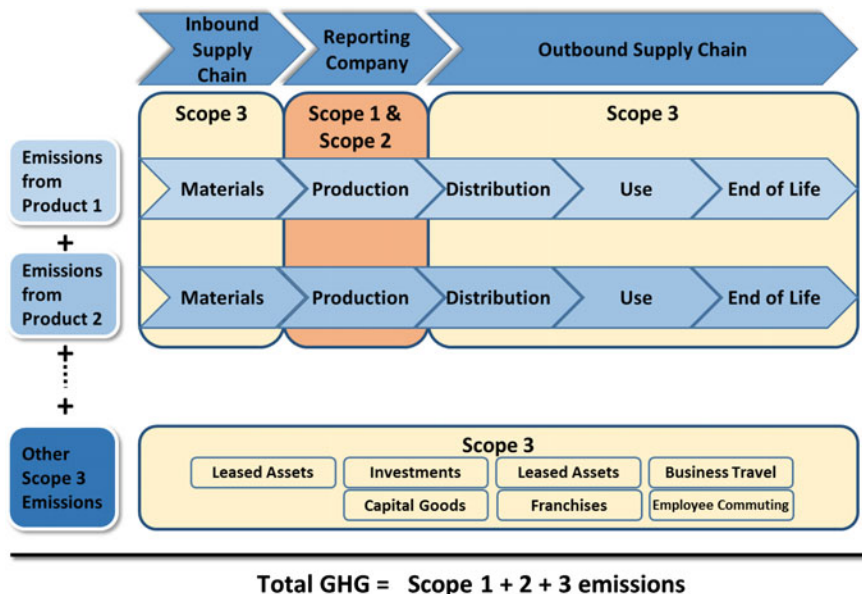 Inbound
Supply
Chain
Reporting
Company
Outbound Supply Chain
Scope 3
Scope 1 &
Scope 2
Scope 3
Emissions
from
Product 1
Materials
Production
Distribution
Use
End of Life
+
Emissions
from
Product 2
Materials
Production
Distribution
Use
End of Life
+
+
Other
Scope 3
Emissions
Scope 3
Leased Assets
Investments
Leased Assets
Business Travel
Capital Goods
Franchises
Employee Commuting
Total GHG = Scope 1 + 2 + 3 emissions